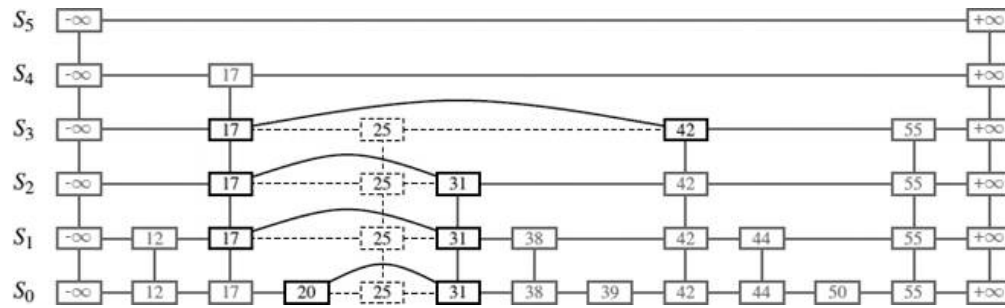 S5 -∞ +∞
S4 -∞ 17 +∞
S3 -∞ 17 25 42 55 +∞
S2 -∞ 17 25 31 42 55 +∞
S1 -∞ 12 17 25 31 38 42 44 55 +∞
S0 -∞ 12 17 20 25 31 38 39 42 44 50 55 +∞